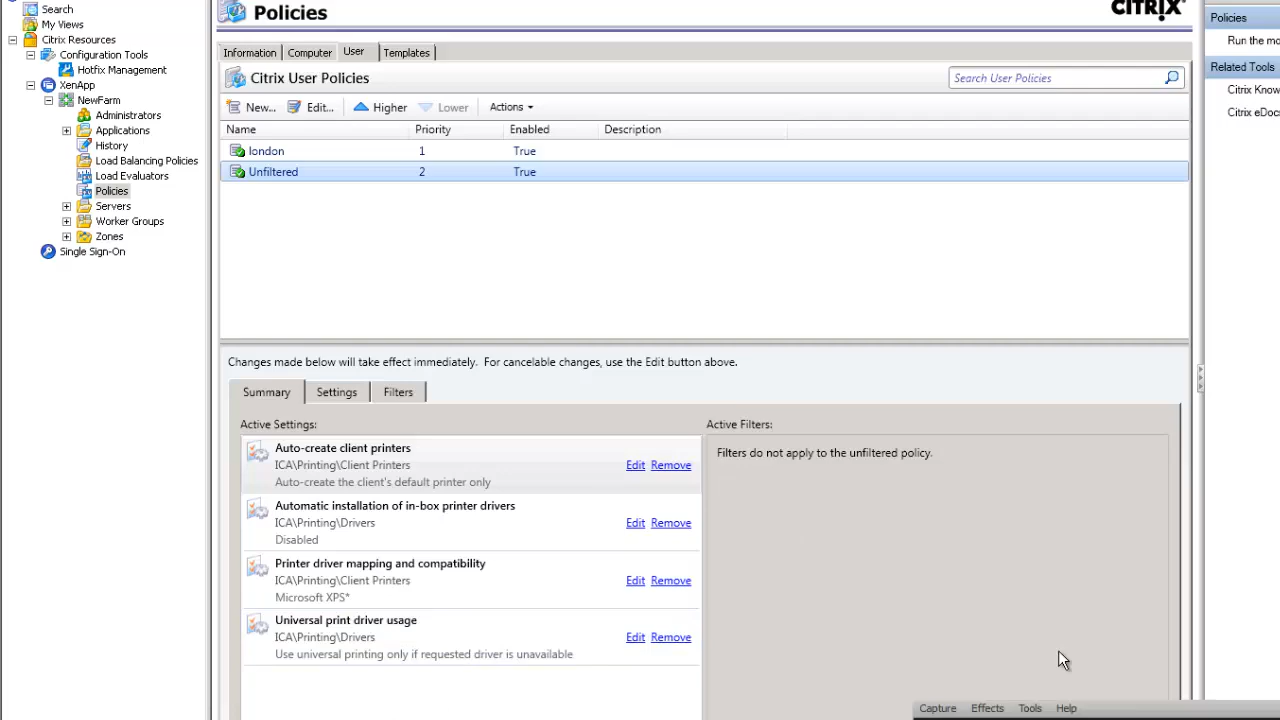 Search
My Views
Citrix Resources
Configuration Tools
Hotfix Management
XenApp
NewFarm
Administrators
Applications
History
Load Balancing Policies
Load Evaluators
Policies
Servers
Worker Groups
Zones
Single Sign-On
Policies
CITRIX
Information
Computer
User
Templates
Citrix User Policies
Search User Policies
New...
Edit...
Higher
Lower
Actions
Name Priority Enabled Description
london 1 True
Unfiltered 2 True
Changes made below will take effect immediately. For cancelable changes, use the Edit button above.
Summary
Settings
Filters
Active Settings:
Auto-create client printers
ICA\Printing\Client Printers Edit Remove
Auto-create the client's default printer only
Automatic installation of in-box printer drivers
ICA\Printing\Drivers Edit Remove
Disabled
Printer driver mapping and compatibility
ICA\Printing\Client Printers Edit Remove
Microsoft XPS*
Universal print driver usage
ICA\Printing\Drivers Edit Remove
Use universal printing only if requested driver is unavailable
Active Filters:
Filters do not apply to the unfiltered policy.
Policies
Run the mo
Related Tools
Citrix Know
Citrix eDoc
Capture Effects Tools Help